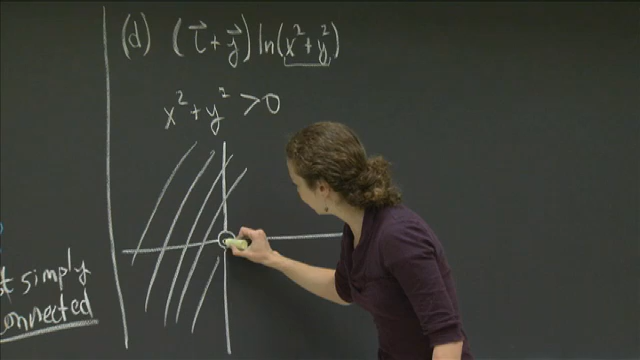 (d) (i⃗ + j⃗) ln(x² + y²)
x² + y² > 0
simply
connected